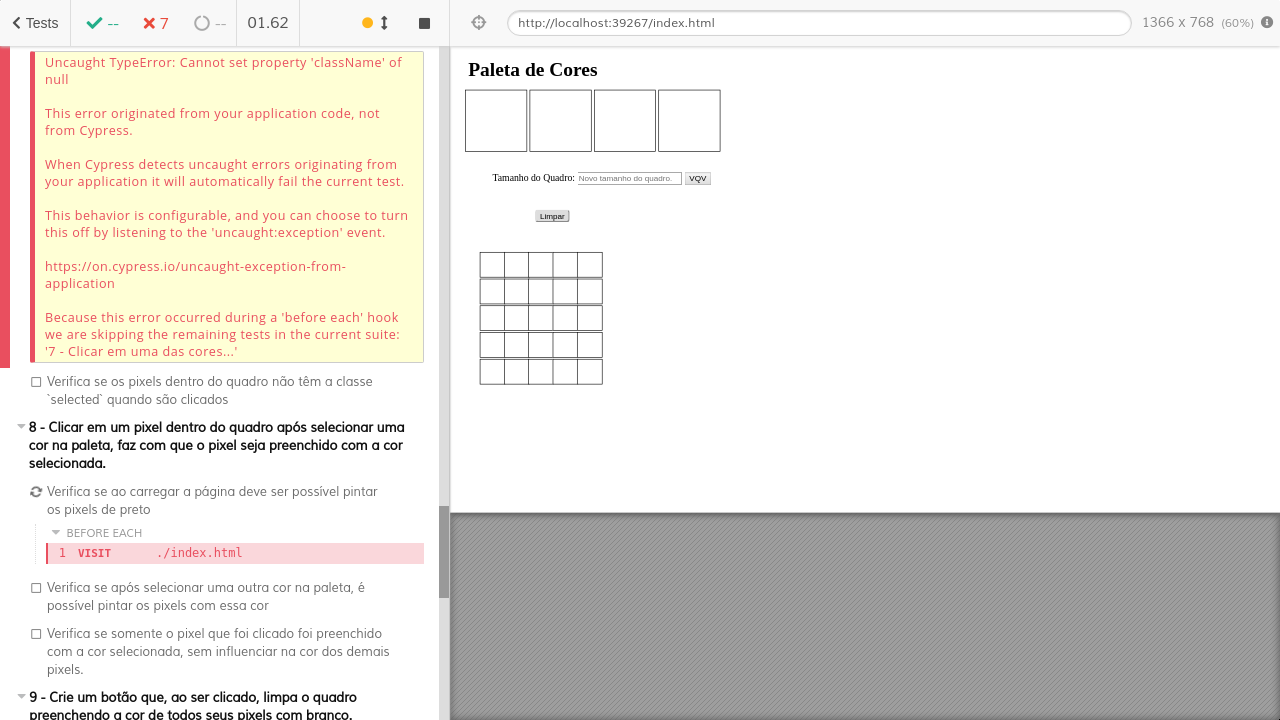 Tests
--
7
--
01.62
http://localhost:39267/index.html
1366 x 768 (60%)
Uncaught TypeError: Cannot set property 'className' of
null
This error originated from your application code, not
from Cypress.
When Cypress detects uncaught errors originating from
your application it will automatically fail the current test.
This behavior is configurable, and you can choose to turn
this off by listening to the 'uncaught:exception' event.
https://on.cypress.io/uncaught-exception-from-
application
Because this error occurred during a 'before each' hook
we are skipping the remaining tests in the current suite:
'7 - Clicar em uma das cores...'
Verifica se os pixels dentro do quadro não têm a classe
`selected` quando são clicados
8 - Clicar em um pixel dentro do quadro após selecionar uma
cor na paleta, faz com que o pixel seja preenchido com a cor
selecionada.
Verifica se ao carregar a página deve ser possível pintar
os pixels de preto
BEFORE EACH
1 VISIT ./index.html
Verifica se após selecionar uma outra cor na paleta, é
possível pintar os pixels com essa cor
Verifica se somente o pixel que foi clicado foi preenchido
com a cor selecionada, sem influenciar na cor dos demais
pixels.
9 - Crie um botão que, ao ser clicado, limpa o quadro
preenchendo a cor de todos seus pixels com branco.
Paleta de Cores
Tamanho do Quadro: Novo tamanho do quadro. VQV
Limpar